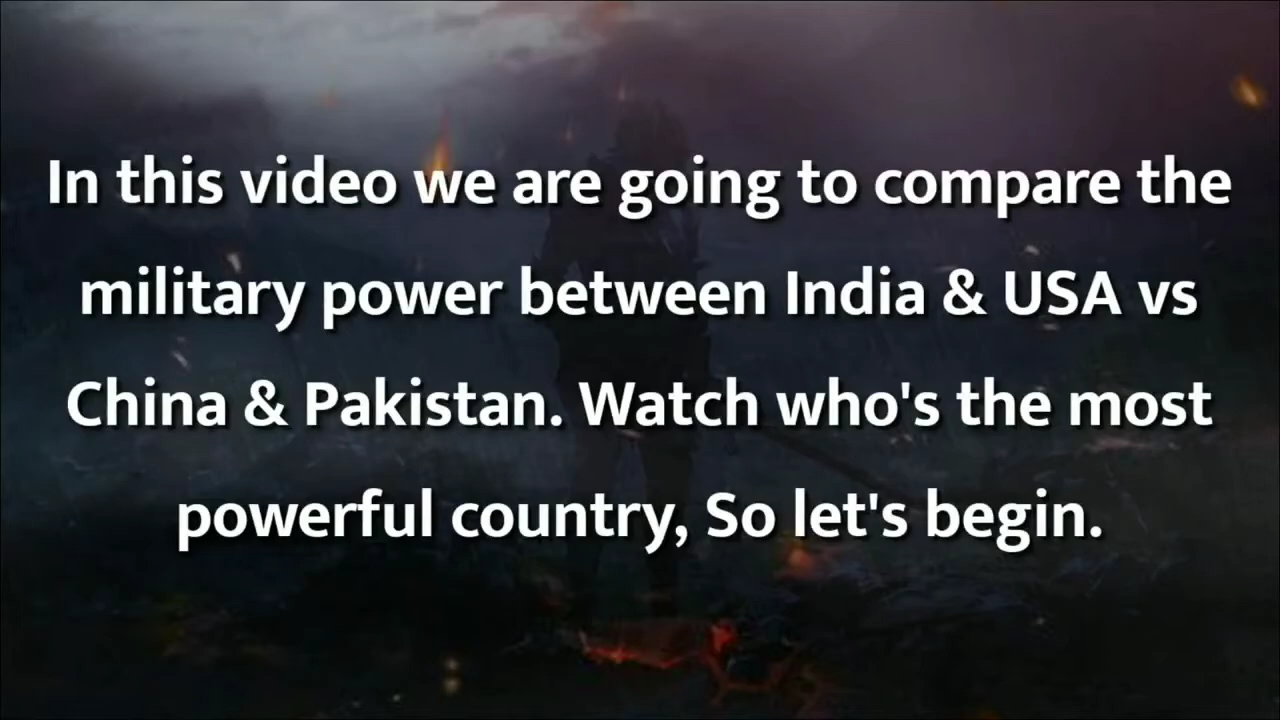 In this video we are going to compare the
military power between India & USA vs
China & Pakistan. Watch who's the most
powerful country, So let's begin.